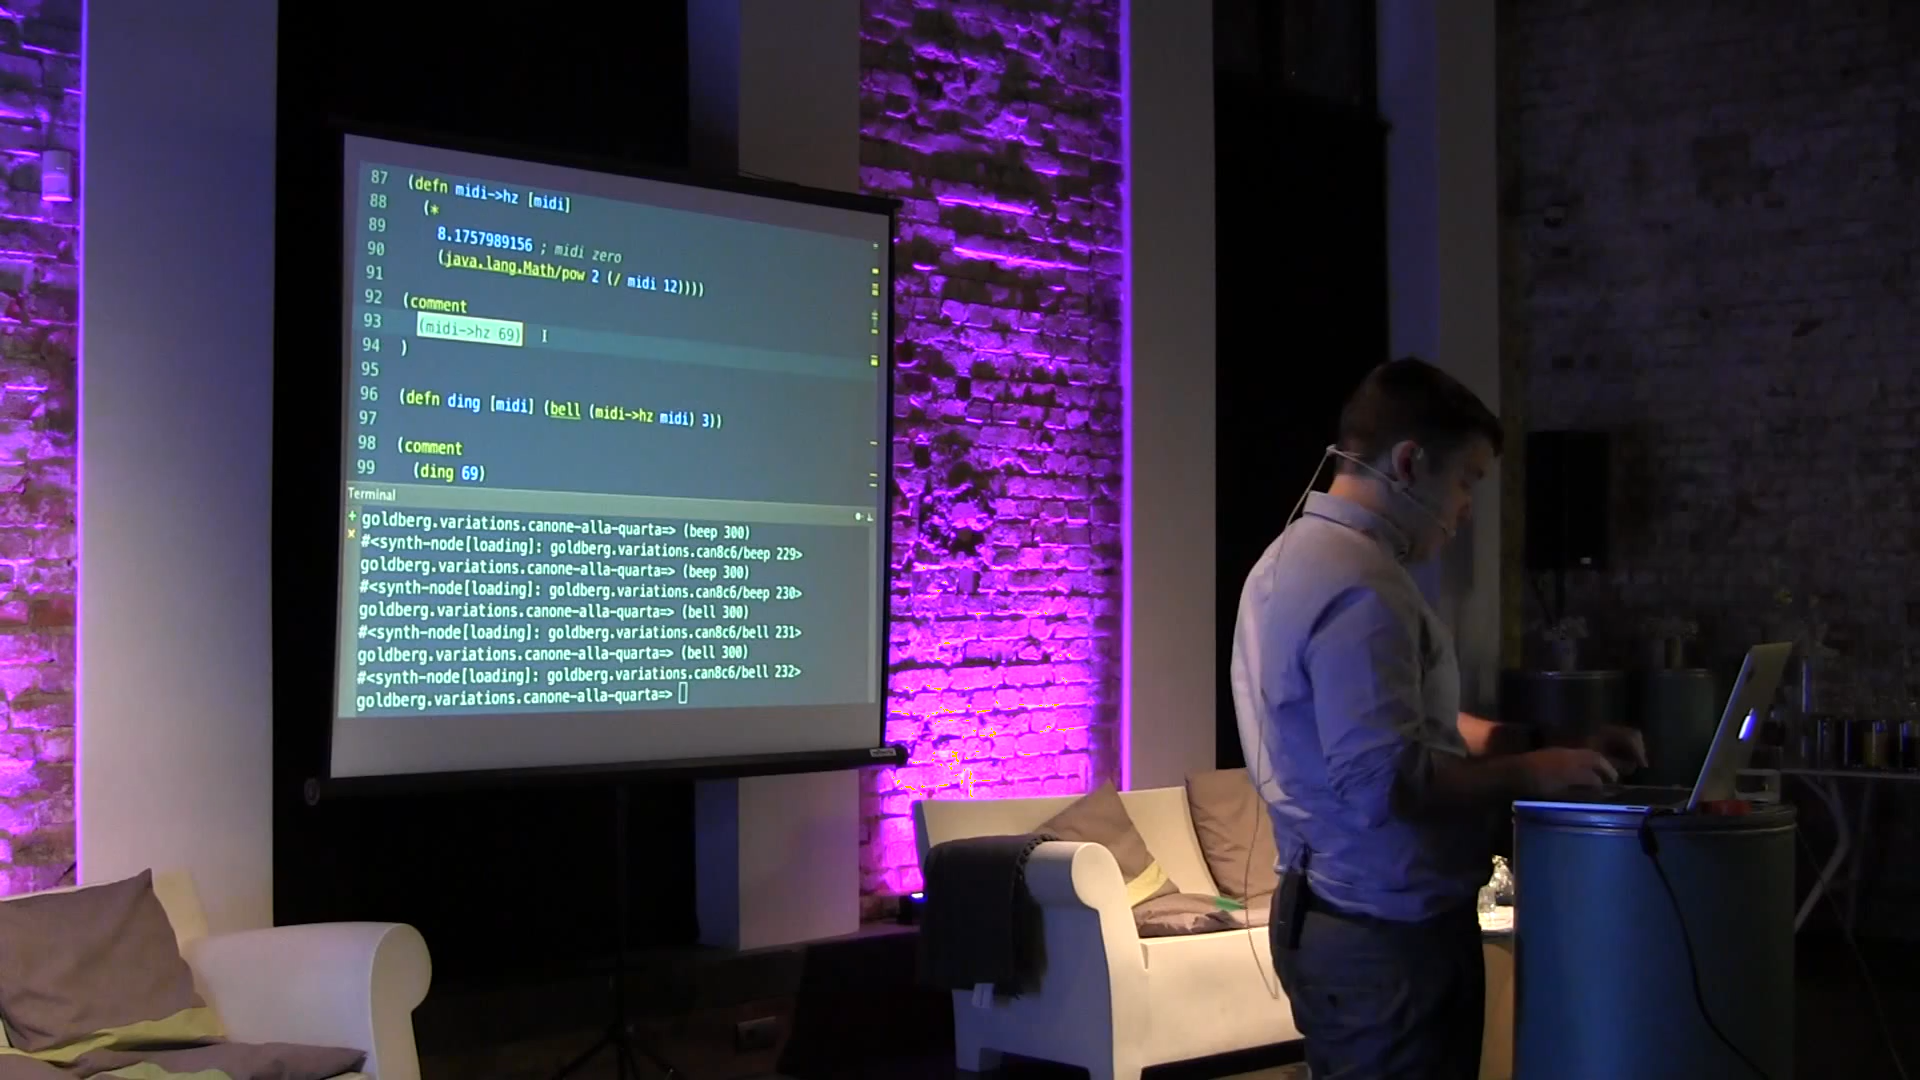 87 (defn midi->hz [midi]
88 (*
89 8.1757989156 ; midi zero
90 (java.lang.Math/pow 2 (/ midi 12))))
91
92 (comment
93 (midi->hz 69)
94 )
95
96 (defn ding [midi] (bell (midi->hz midi) 3))
97
98 (comment
99 (ding 69)
Terminal
goldberg.variations.canone-alla-quarta=> (beep 300)
#<synth-node[loading]: goldberg.variations.can8c6/beep 229>
goldberg.variations.canone-alla-quarta=> (beep 300)
#<synth-node[loading]: goldberg.variations.can8c6/beep 230>
goldberg.variations.canone-alla-quarta=> (bell 300)
#<synth-node[loading]: goldberg.variations.can8c6/bell 231>
goldberg.variations.canone-alla-quarta=> (bell 300)
#<synth-node[loading]: goldberg.variations.can8c6/bell 232>
goldberg.variations.canone-alla-quarta=>